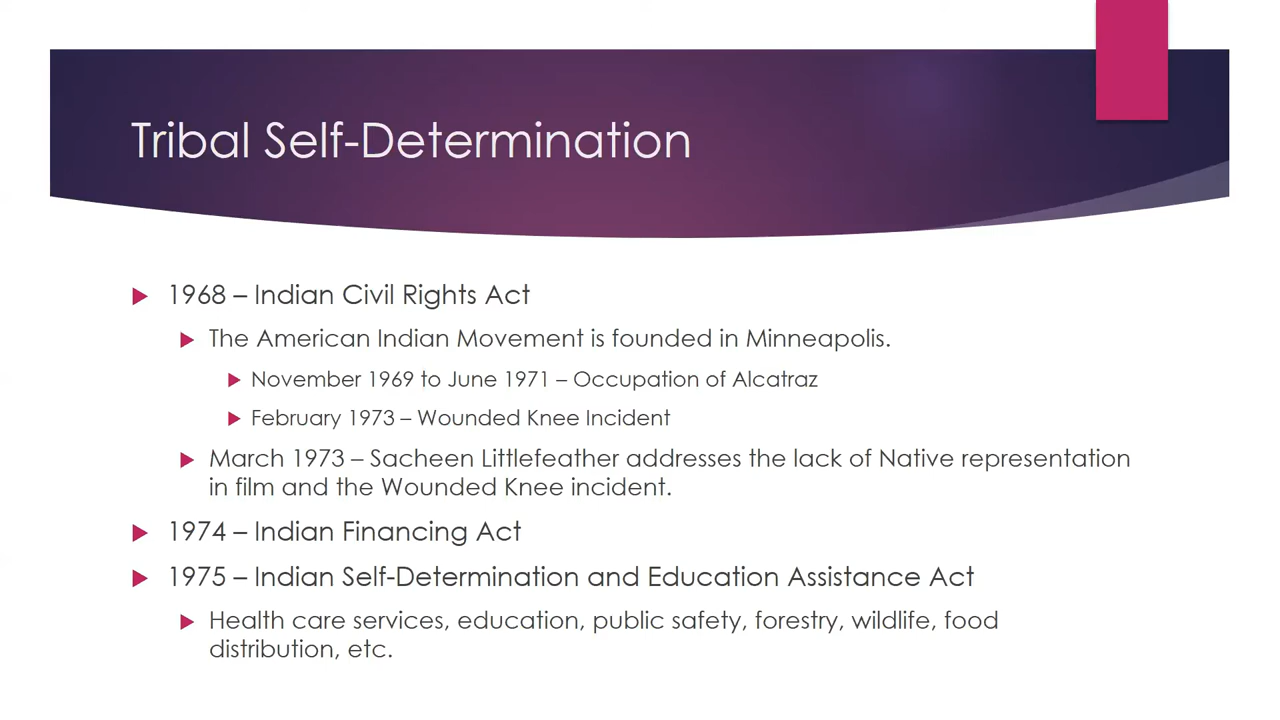 Tribal Self-Determination
1968 – Indian Civil Rights Act
The American Indian Movement is founded in Minneapolis.
November 1969 to June 1971 – Occupation of Alcatraz
February 1973 – Wounded Knee Incident
March 1973 – Sacheen Littlefeather addresses the lack of Native representation
in film and the Wounded Knee incident.
1974 – Indian Financing Act
1975 – Indian Self-Determination and Education Assistance Act
Health care services, education, public safety, forestry, wildlife, food
distribution, etc.